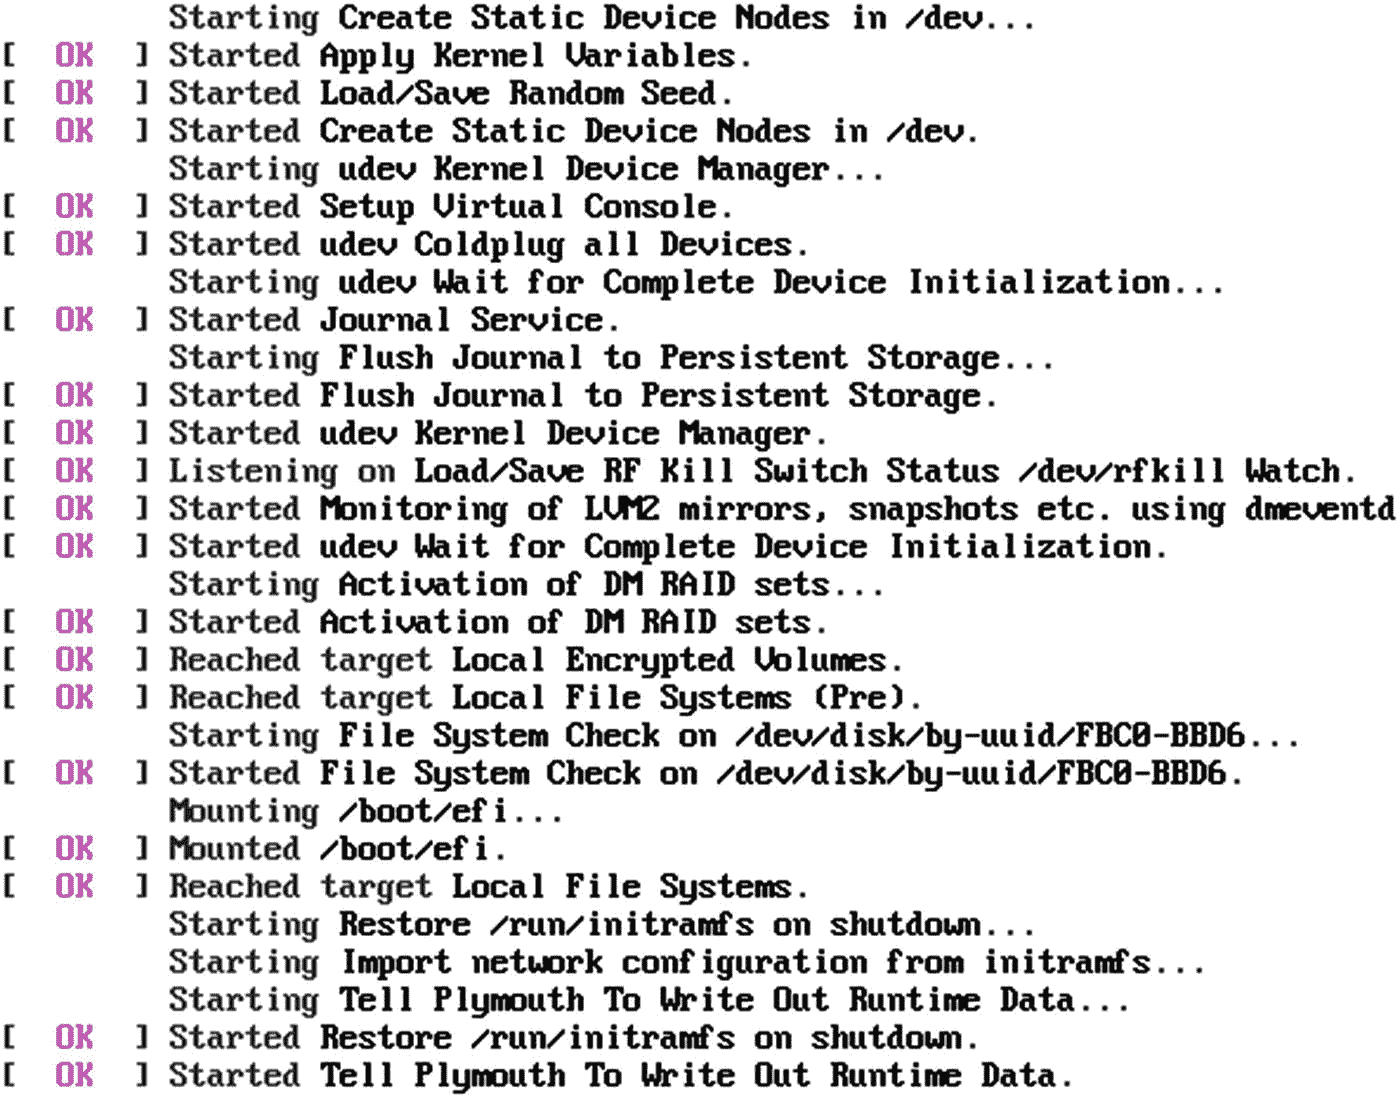 Starting Create Static Device Nodes in /dev...
[  OK  ] Started Apply Kernel Variables.
[  OK  ] Started Load/Save Random Seed.
[  OK  ] Started Create Static Device Nodes in /dev.
Starting udev Kernel Device Manager...
[  OK  ] Started Setup Virtual Console.
[  OK  ] Started udev Coldplug all Devices.
Starting udev Wait for Complete Device Initialization...
[  OK  ] Started Journal Service.
Starting Flush Journal to Persistent Storage...
[  OK  ] Started Flush Journal to Persistent Storage.
[  OK  ] Started udev Kernel Device Manager.
[  OK  ] Listening on Load/Save RF Kill Switch Status /dev/rfkill Watch.
[  OK  ] Started Monitoring of LVM2 mirrors, snapshots etc. using dmeventd
[  OK  ] Started udev Wait for Complete Device Initialization.
Starting Activation of DM RAID sets...
[  OK  ] Started Activation of DM RAID sets.
[  OK  ] Reached target Local Encrypted Volumes.
[  OK  ] Reached target Local File Systems (Pre).
Starting File System Check on /dev/disk/by-uuid/FBC0-BBD6...
[  OK  ] Started File System Check on /dev/disk/by-uuid/FBC0-BBD6.
Mounting /boot/efi...
[  OK  ] Mounted /boot/efi.
[  OK  ] Reached target Local File Systems.
Starting Restore /run/initramfs on shutdown...
Starting Import network configuration from initramfs...
Starting Tell Plymouth To Write Out Runtime Data...
[  OK  ] Started Restore /run/initramfs on shutdown.
[  OK  ] Started Tell Plymouth To Write Out Runtime Data.